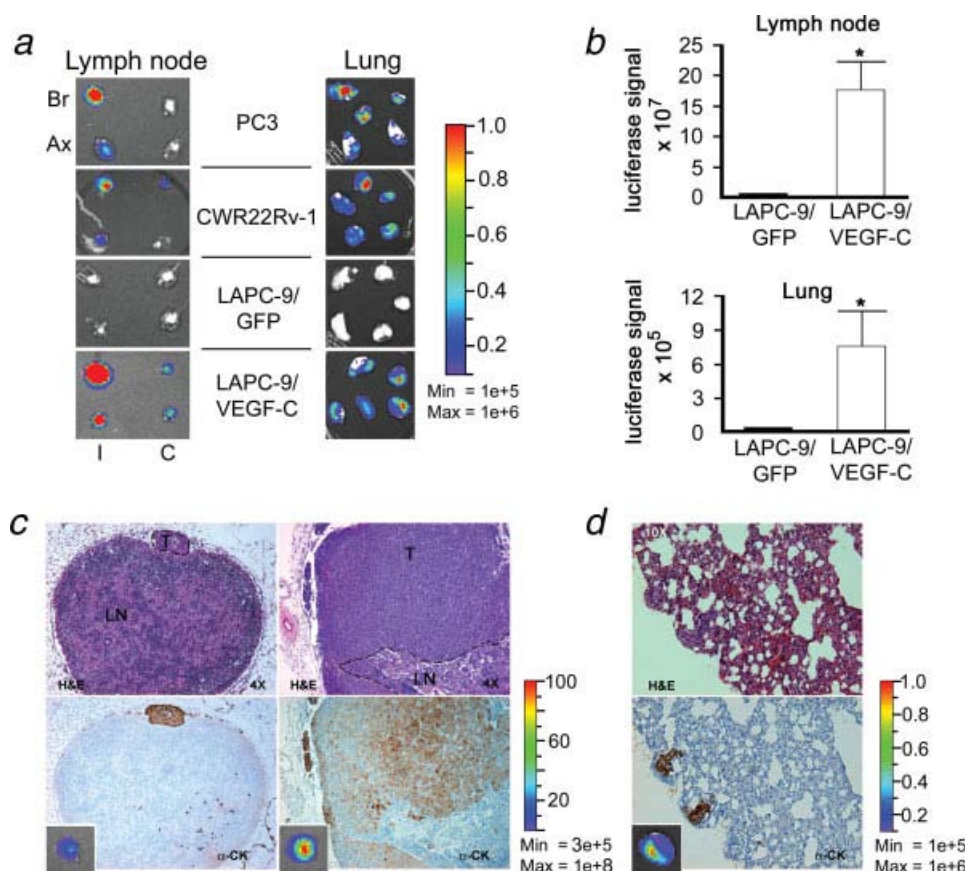 a
Lymph node
Lung
Br
Ax
PC3
CWR22Rv-1
LAPC-9/
GFP
LAPC-9/
VEGF-C
I
C
1.0
0.8
0.6
0.4
0.2
Min = 1e+5
Max = 1e+6
b
Lymph node
luciferase signal
x 10⁷
25
20
15
10
5
0
*
LAPC-9/
GFP
LAPC-9/
VEGF-C
Lung
luciferase signal
x 10⁵
12
9
6
3
0
*
LAPC-9/
GFP
LAPC-9/
VEGF-C
c
T
LN
H&E
4X
T
LN
H&E
4X
α-CK
α-CK
100
80
60
40
20
Min = 3e+5
Max = 1e+8
d
10X
H&E
α-CK
1.0
0.8
0.6
0.4
0.2
Min = 1e+5
Max = 1e+6